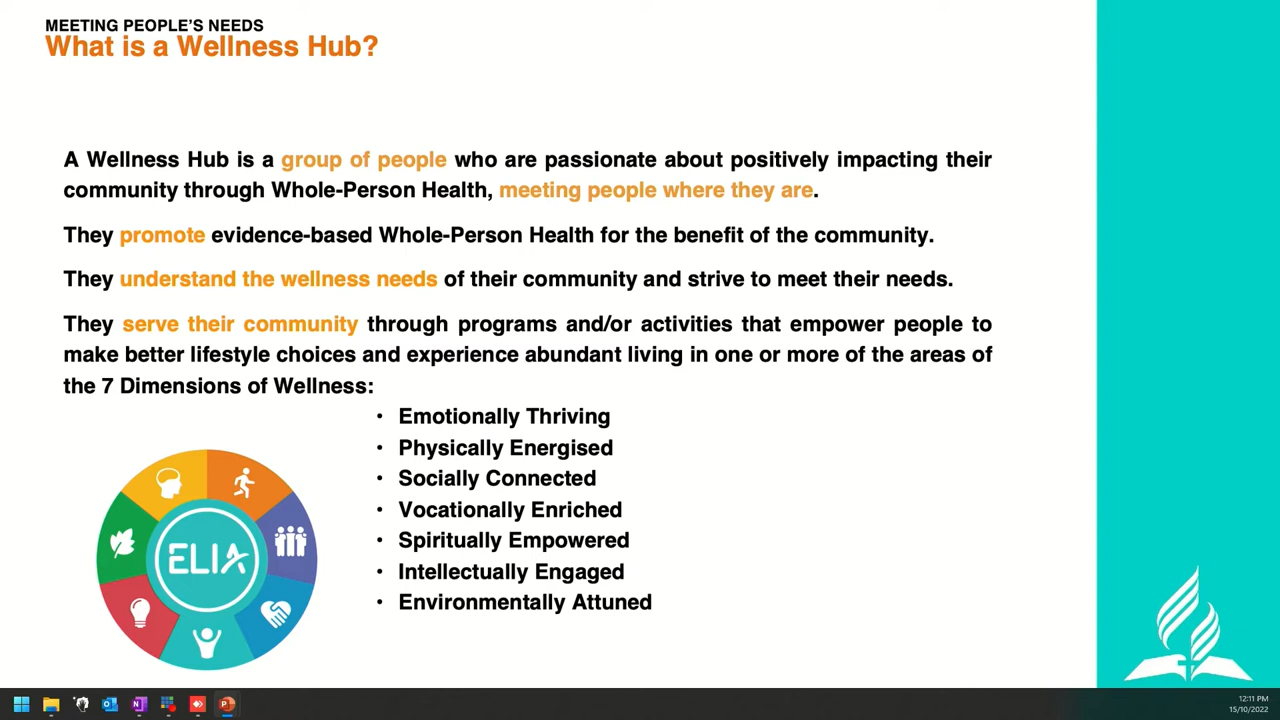 MEETING PEOPLE'S NEEDS
What is a Wellness Hub?
A Wellness Hub is a group of people who are passionate about positively impacting their
community through Whole-Person Health, meeting people where they are.
They promote evidence-based Whole-Person Health for the benefit of the community.
They understand the wellness needs of their community and strive to meet their needs.
They serve their community through programs and/or activities that empower people to
make better lifestyle choices and experience abundant living in one or more of the areas of
the 7 Dimensions of Wellness:
• Emotionally Thriving
• Physically Energised
• Socially Connected
• Vocationally Enriched
• Spiritually Empowered
• Intellectually Engaged
• Environmentally Attuned
ELIA
12:11 PM
15/10/2022